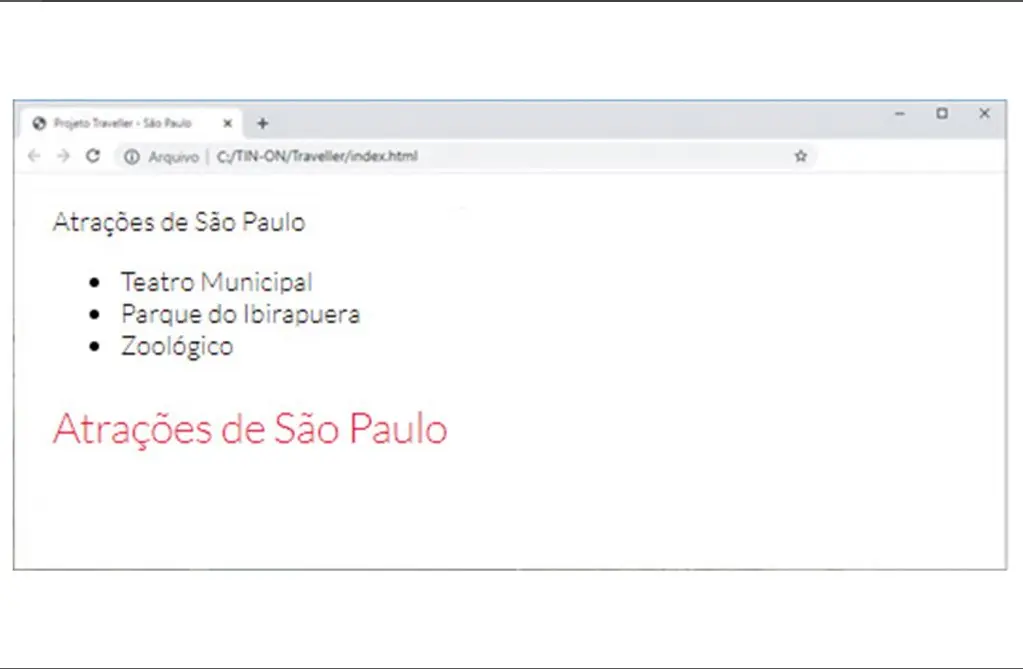 Projeto Traveller - São Paulo
Arquivo | C:/TIN-ON/Traveller/index.html
Atrações de São Paulo
Teatro Municipal
Parque do Ibirapuera
Zoológico
Atrações de São Paulo